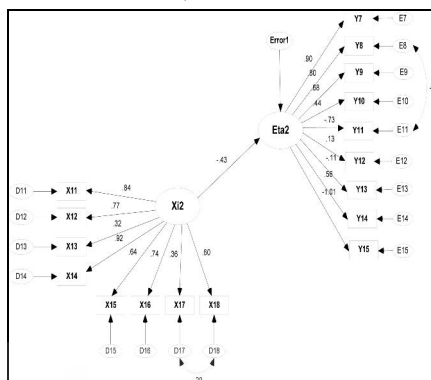 Y7
E7
Error1
.90
Y8
E8
.80
Y9
E9
.68
.44
Y10
E10
Eta2
-.73
Y11
E11
.13
-.43
-.11
Y12
E12
.56
Y13
E13
-1.01
Y14
E14
Y15
E15
D11
X11
.84
.77
Xi2
D12
X12
.32
D13
X13
.92
D14
X14
.64
.74
.36
.60
X15
X16
X17
X18
D15
D16
D17
D18